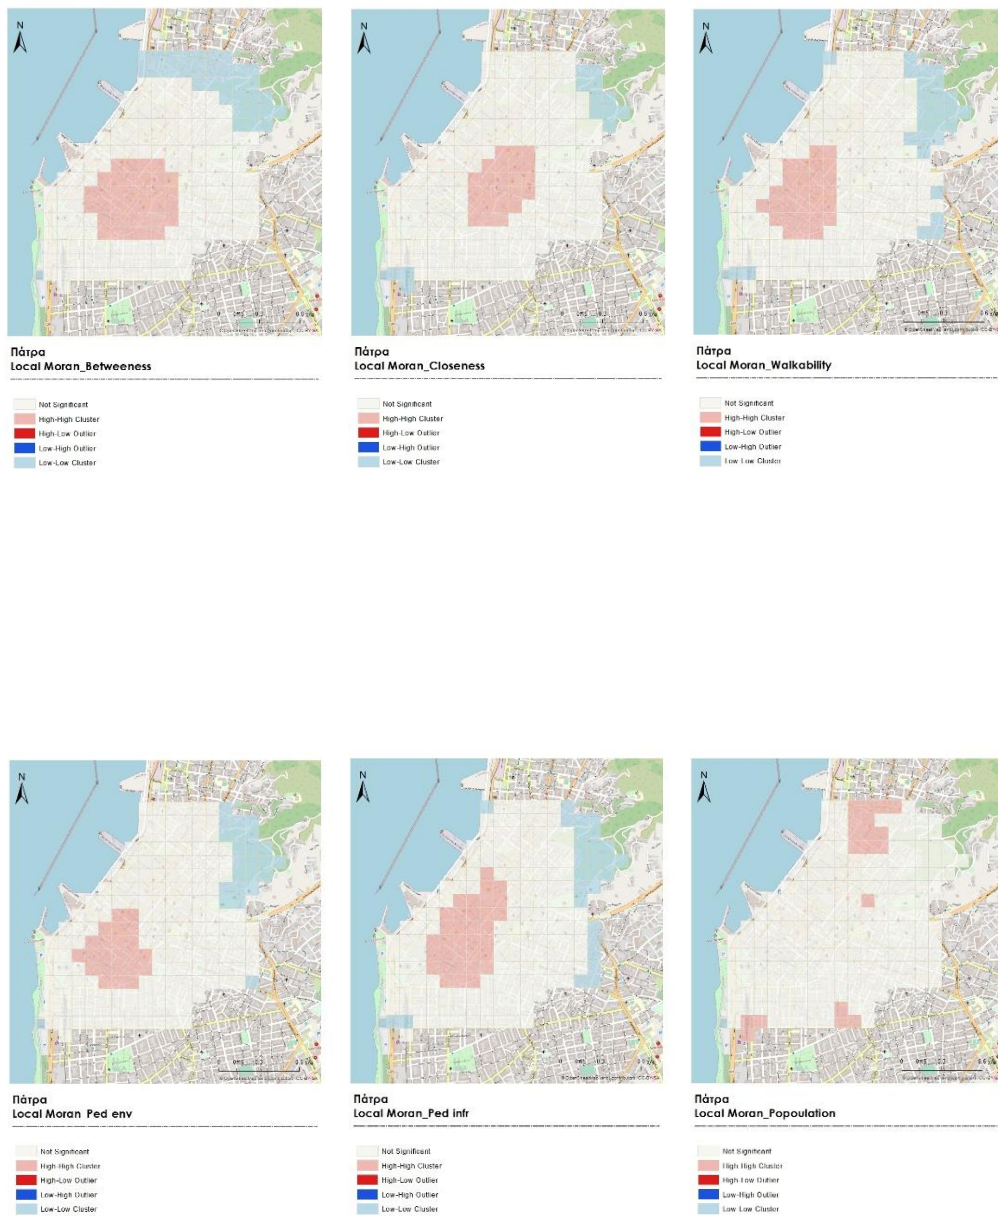 N
N
N
Πάτρα
Local Moran_Betweeness
Not Significant
High-High Cluster
High-Low Outlier
Low-High Outlier
Low-Low Cluster
Πάτρα
Local Moran_Closeness
Not Significant
High-High Cluster
High-Low Outlier
Low-High Outlier
Low-Low Cluster
Πάτρα
Local Moran_Walkability
Not Significant
High-High Cluster
High-Low Outlier
Low-High Outlier
Low-Low Cluster
N
N
N
Πάτρα
Local Moran_Ped env
Not Significant
High-High Cluster
High-Low Outlier
Low-High Outlier
Low-Low Cluster
Πάτρα
Local Moran_Ped infr
Not Significant
High-High Cluster
High-Low Outlier
Low-High Outlier
Low-Low Cluster
Πάτρα
Local Moran_Popoulation
Not Significant
High-High Cluster
High-Low Outlier
Low-High Outlier
Low-Low Cluster